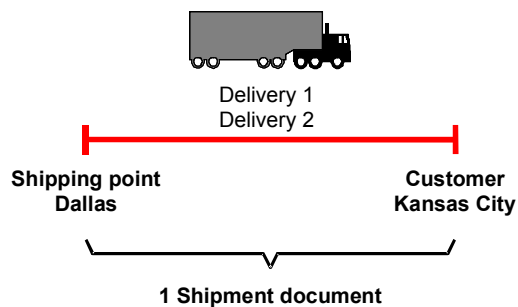 Delivery 1
Delivery 2
Shipping point
Dallas
Customer
Kansas City
1 Shipment document